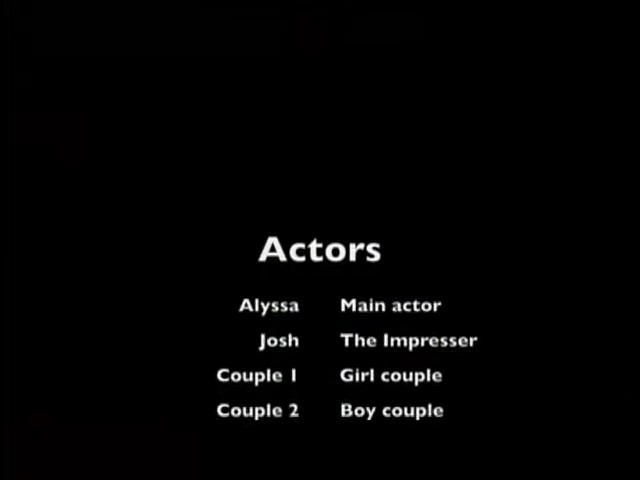 Actors
Alyssa Main actor
Josh The Impresser
Couple 1 Girl couple
Couple 2 Boy couple